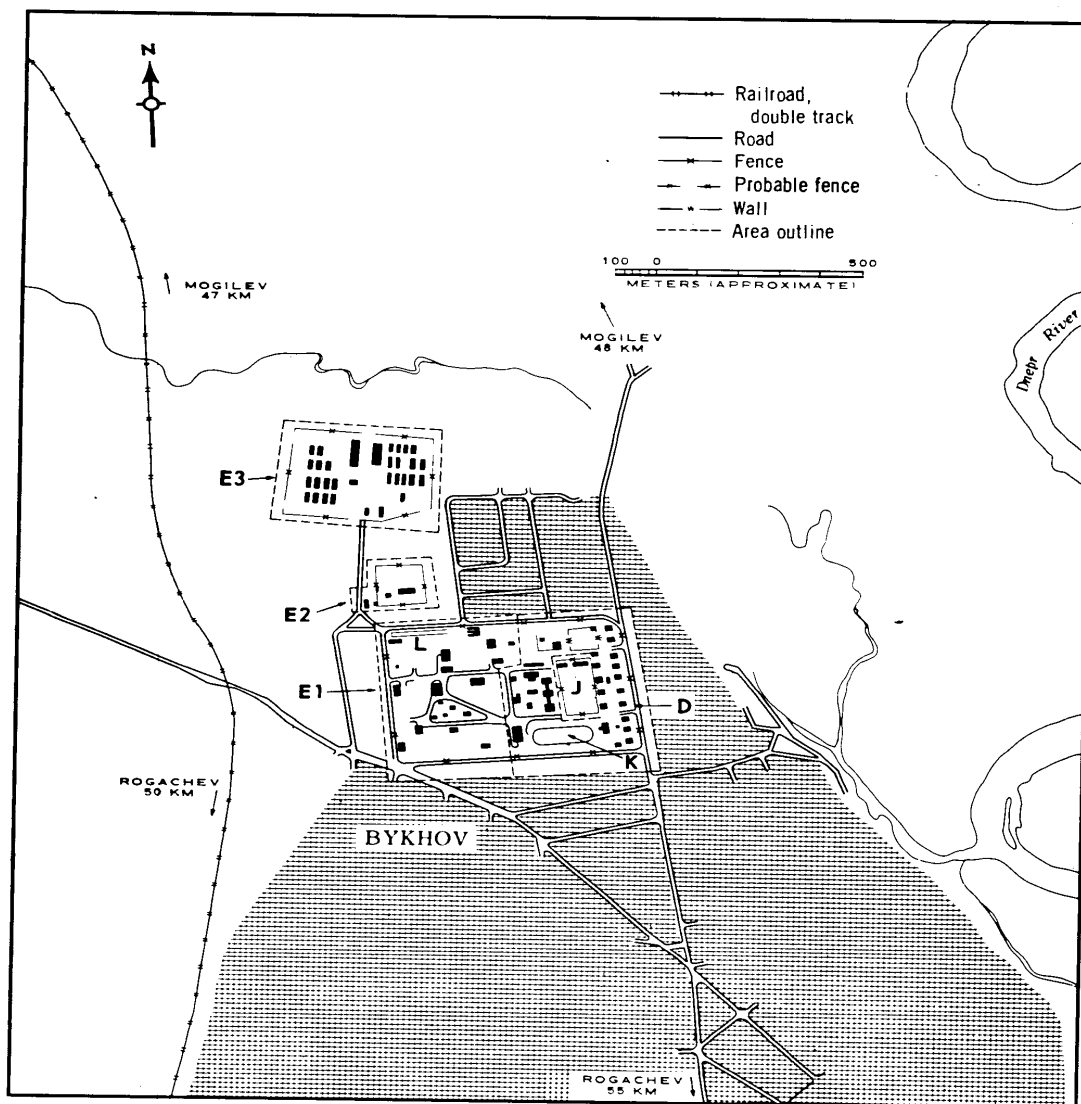 N
Railroad,
double track
Road
Fence
Probable fence
Wall
Area outline
100 0 500
METERS (APPROXIMATE)
MOGILEV
47 KM
MOGILEV
48 KM
Dnepr River
E3
E2
L
S
E1
J
D
K
ROGACHEV
50 KM
BYKHOV
ROGACHEV
55 KM